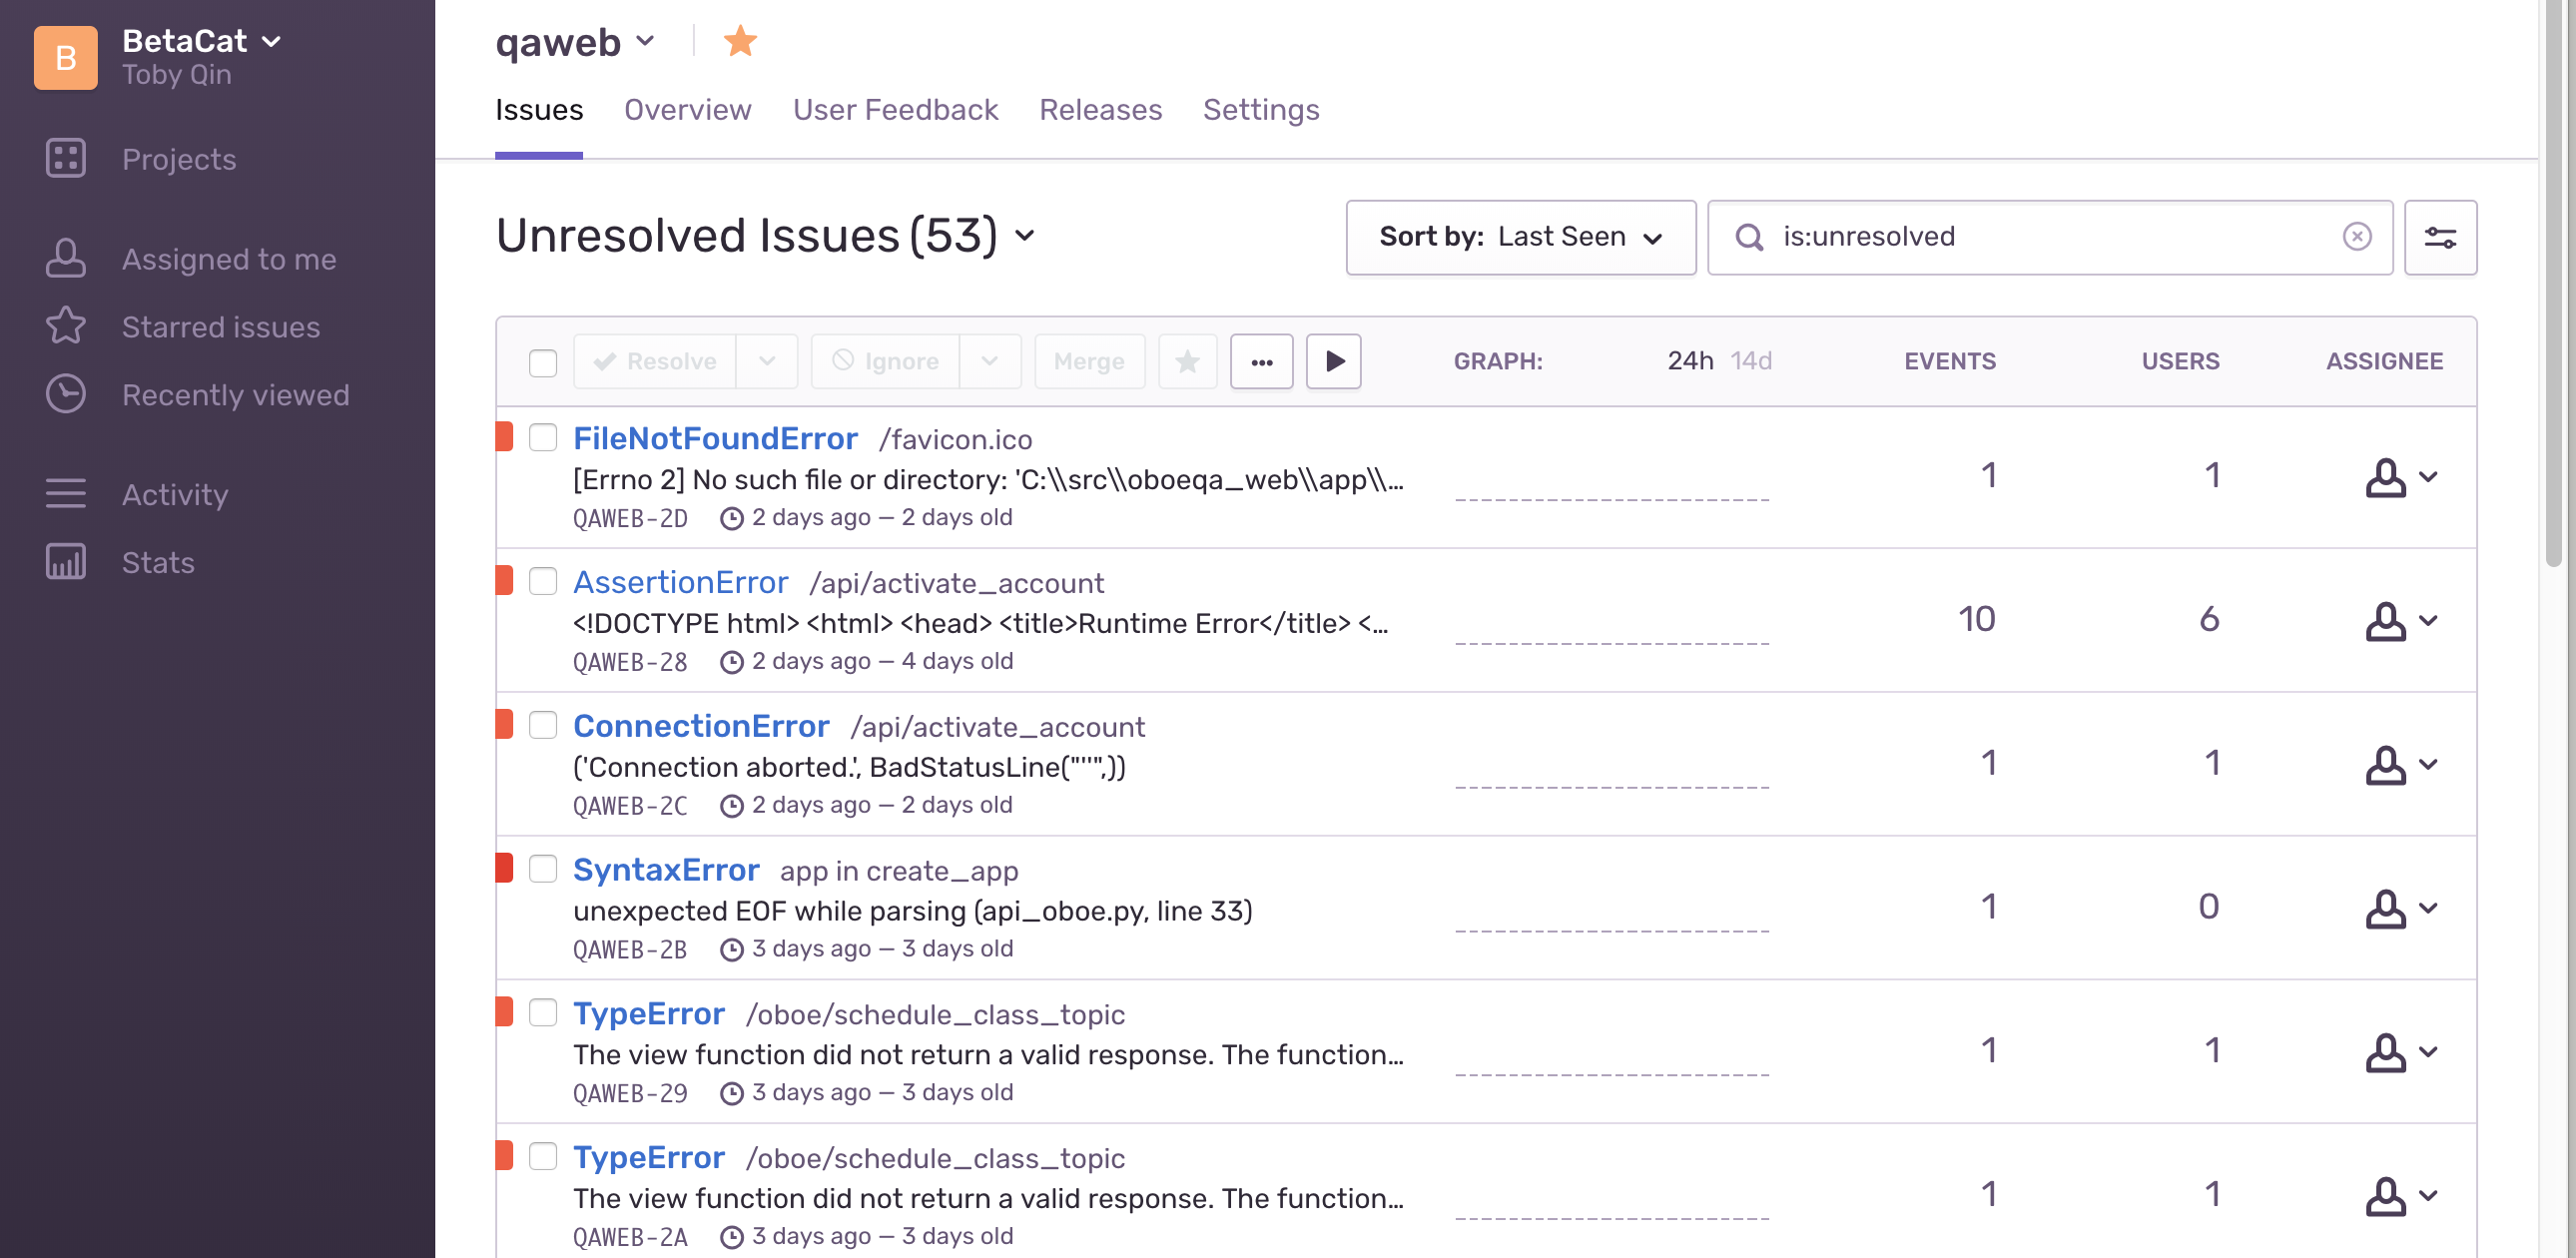 B
BetaCat
Toby Qin
Projects
Assigned to me
Starred issues
Recently viewed
Activity
Stats
qaweb
Issues Overview User Feedback Releases Settings
Unresolved Issues (53)
Sort by: Last Seen
is:unresolved
Resolve Ignore Merge GRAPH: 24h 14d EVENTS USERS ASSIGNEE
FileNotFoundError /favicon.ico
[Errno 2] No such file or directory: 'C:\\src\\oboeqa_web\\app\\...
QAWEB-2D 2 days ago — 2 days old
1 1
AssertionError /api/activate_account
<!DOCTYPE html> <html> <head> <title>Runtime Error</title> <...
QAWEB-28 2 days ago — 4 days old
10 6
ConnectionError /api/activate_account
('Connection aborted.', BadStatusLine("''",))
QAWEB-2C 2 days ago — 2 days old
1 1
SyntaxError app in create_app
unexpected EOF while parsing (api_oboe.py, line 33)
QAWEB-2B 3 days ago — 3 days old
1 0
TypeError /oboe/schedule_class_topic
The view function did not return a valid response. The function...
QAWEB-29 3 days ago — 3 days old
1 1
TypeError /oboe/schedule_class_topic
The view function did not return a valid response. The function...
QAWEB-2A 3 days ago — 3 days old
1 1